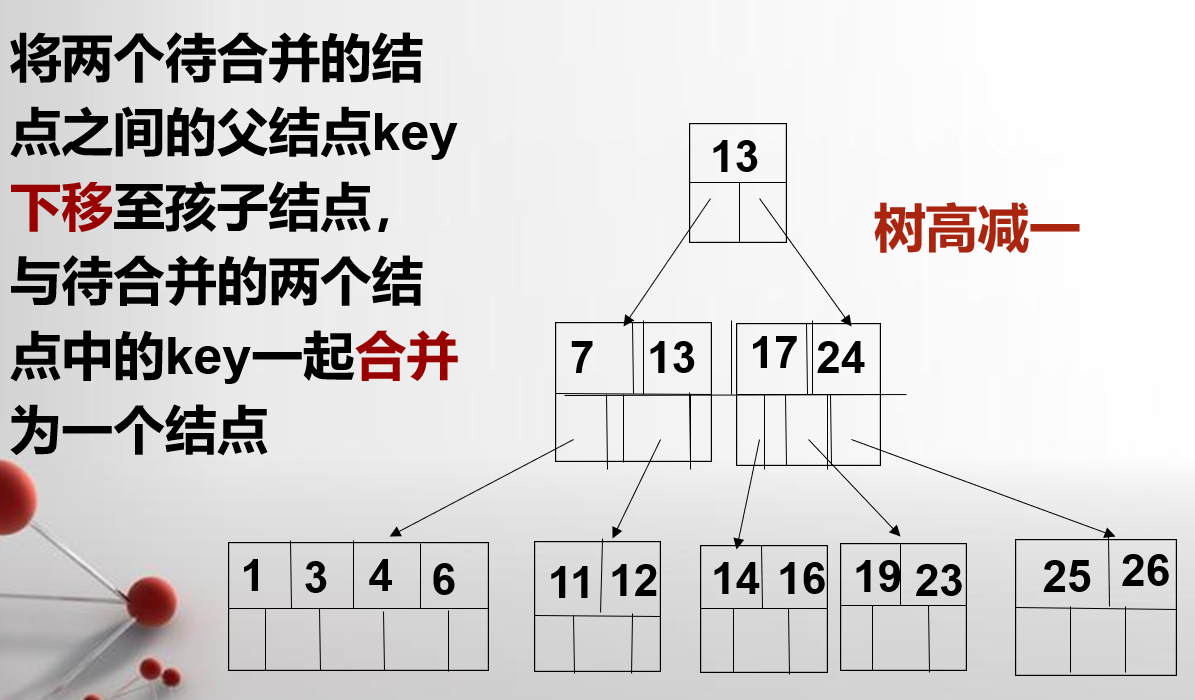 将两个待合并的结
点之间的父结点key
下移至孩子结点，
与待合并的两个结
点中的key一起合并
为一个结点
13
树高减一
7 13 17 24
1 3 4 6 11 12 14 16 19 23 25 26